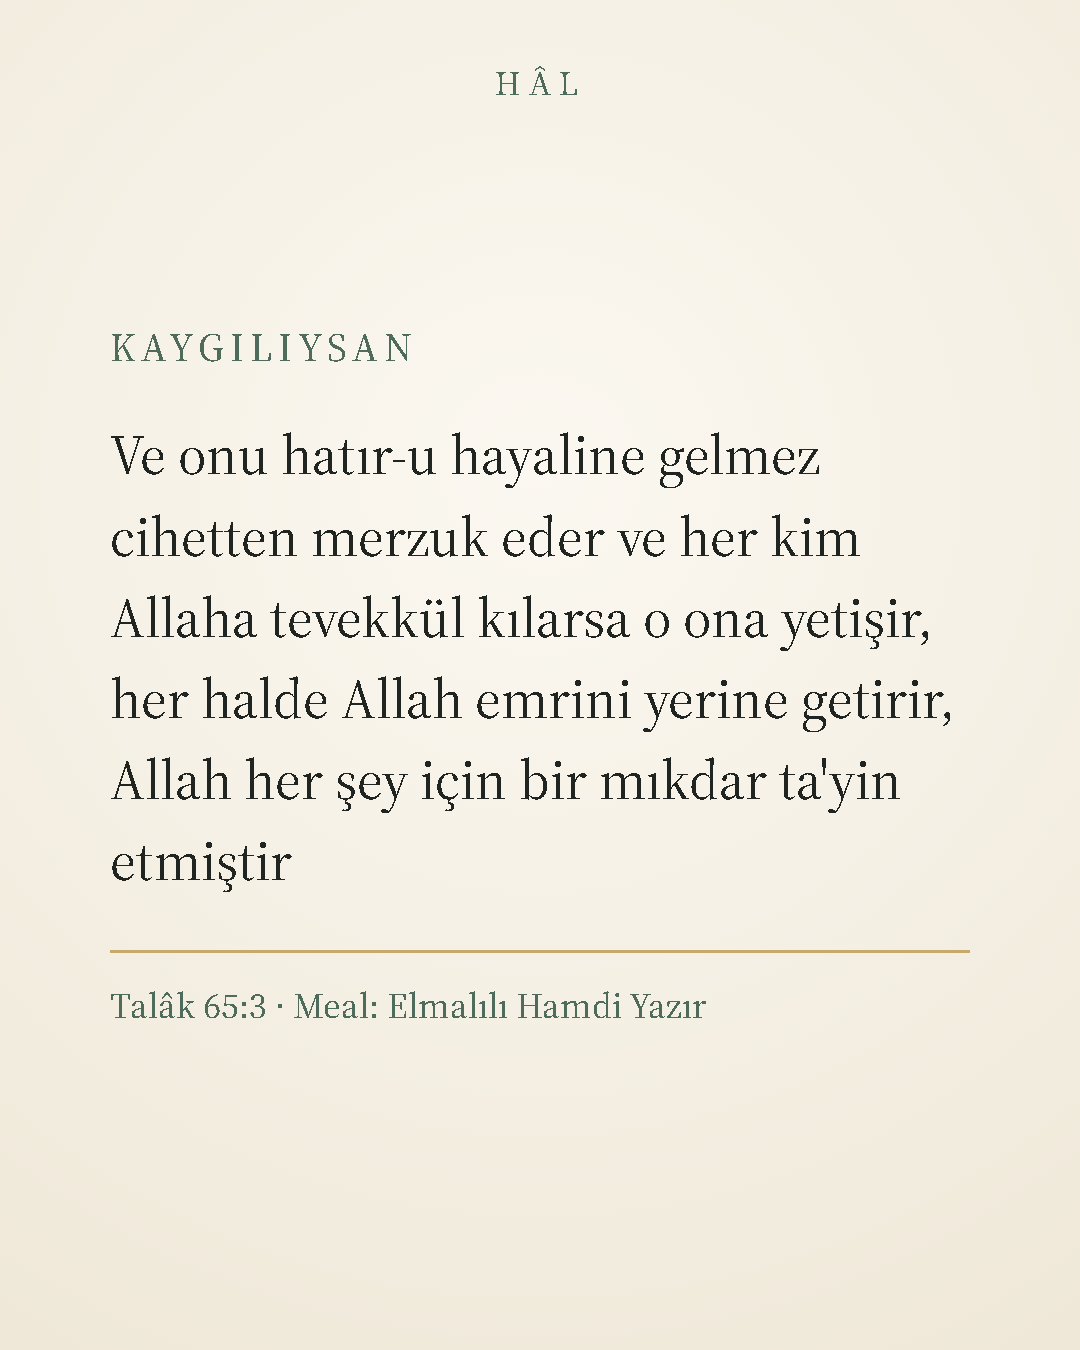 HÂL
KAYGILIYSAN
Ve onu hatır-u hayaline gelmez
cihetten merzuk eder ve her kim
Allaha tevekkül kılarsa o ona yetişir,
her halde Allah emrini yerine getirir,
Allah her şey için bir mıkdar ta'yin
etmiştir
Talâk 65:3 · Meal: Elmalılı Hamdi Yazır